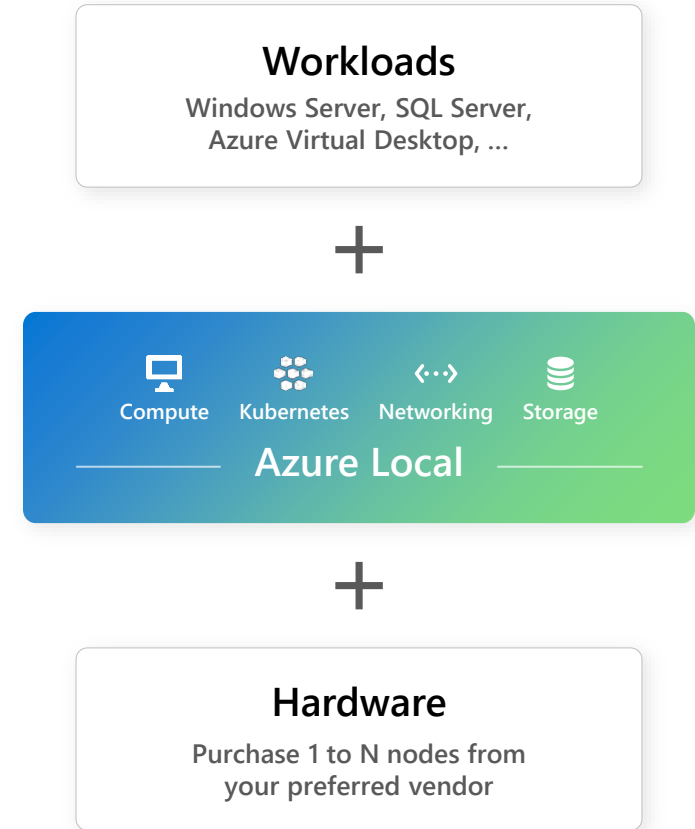 Workloads
Windows Server, SQL Server,
Azure Virtual Desktop, ...
+
Compute Kubernetes Networking Storage
Azure Local
+
Hardware
Purchase 1 to N nodes from
your preferred vendor